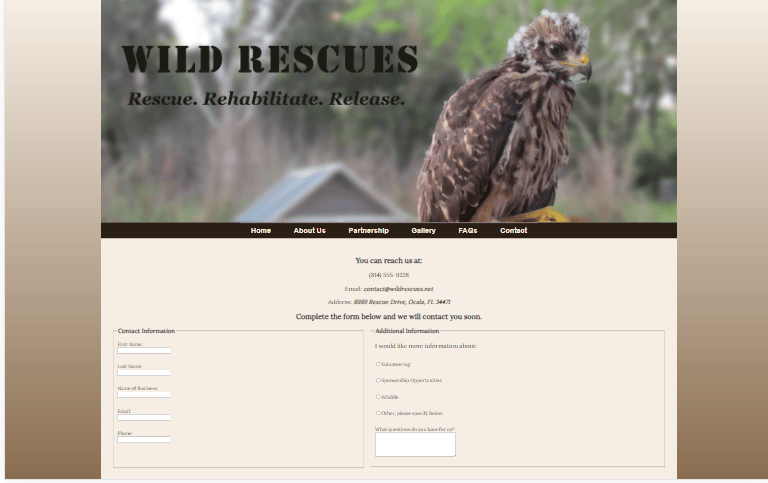 WILD RESCUES
Rescue. Rehabilitate. Release.
Home About Us Partnership Gallery FAQs Contact
You can reach us at:
(814) 555-9228
Email: contact@wildrescues.net
Address: 8989 Rescue Drive, Ocala, FL 34471
Complete the form below and we will contact you soon.
Contact Information
First Name:
Last Name:
Name of Business:
Email:
Phone:
Additional Information
I would like more information about:
Volunteering
Sponsorship Opportunities
Wildlife
Other, please specify below.
What questions do you have for us?